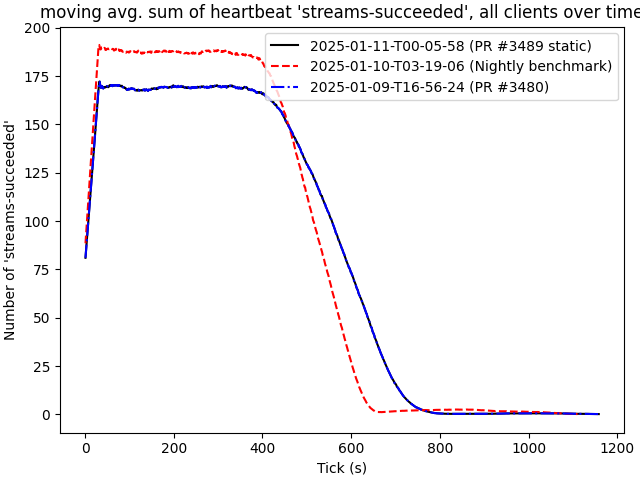 moving avg. sum of heartbeat 'streams-succeeded', all clients over time
200
175
150
125
100
75
50
25
0
Number of 'streams-succeeded'
2025-01-11-T00-05-58 (PR #3489 static)
2025-01-10-T03-19-06 (Nightly benchmark)
2025-01-09-T16-56-24 (PR #3480)
0 200 400 600 800 1000 1200
Tick (s)